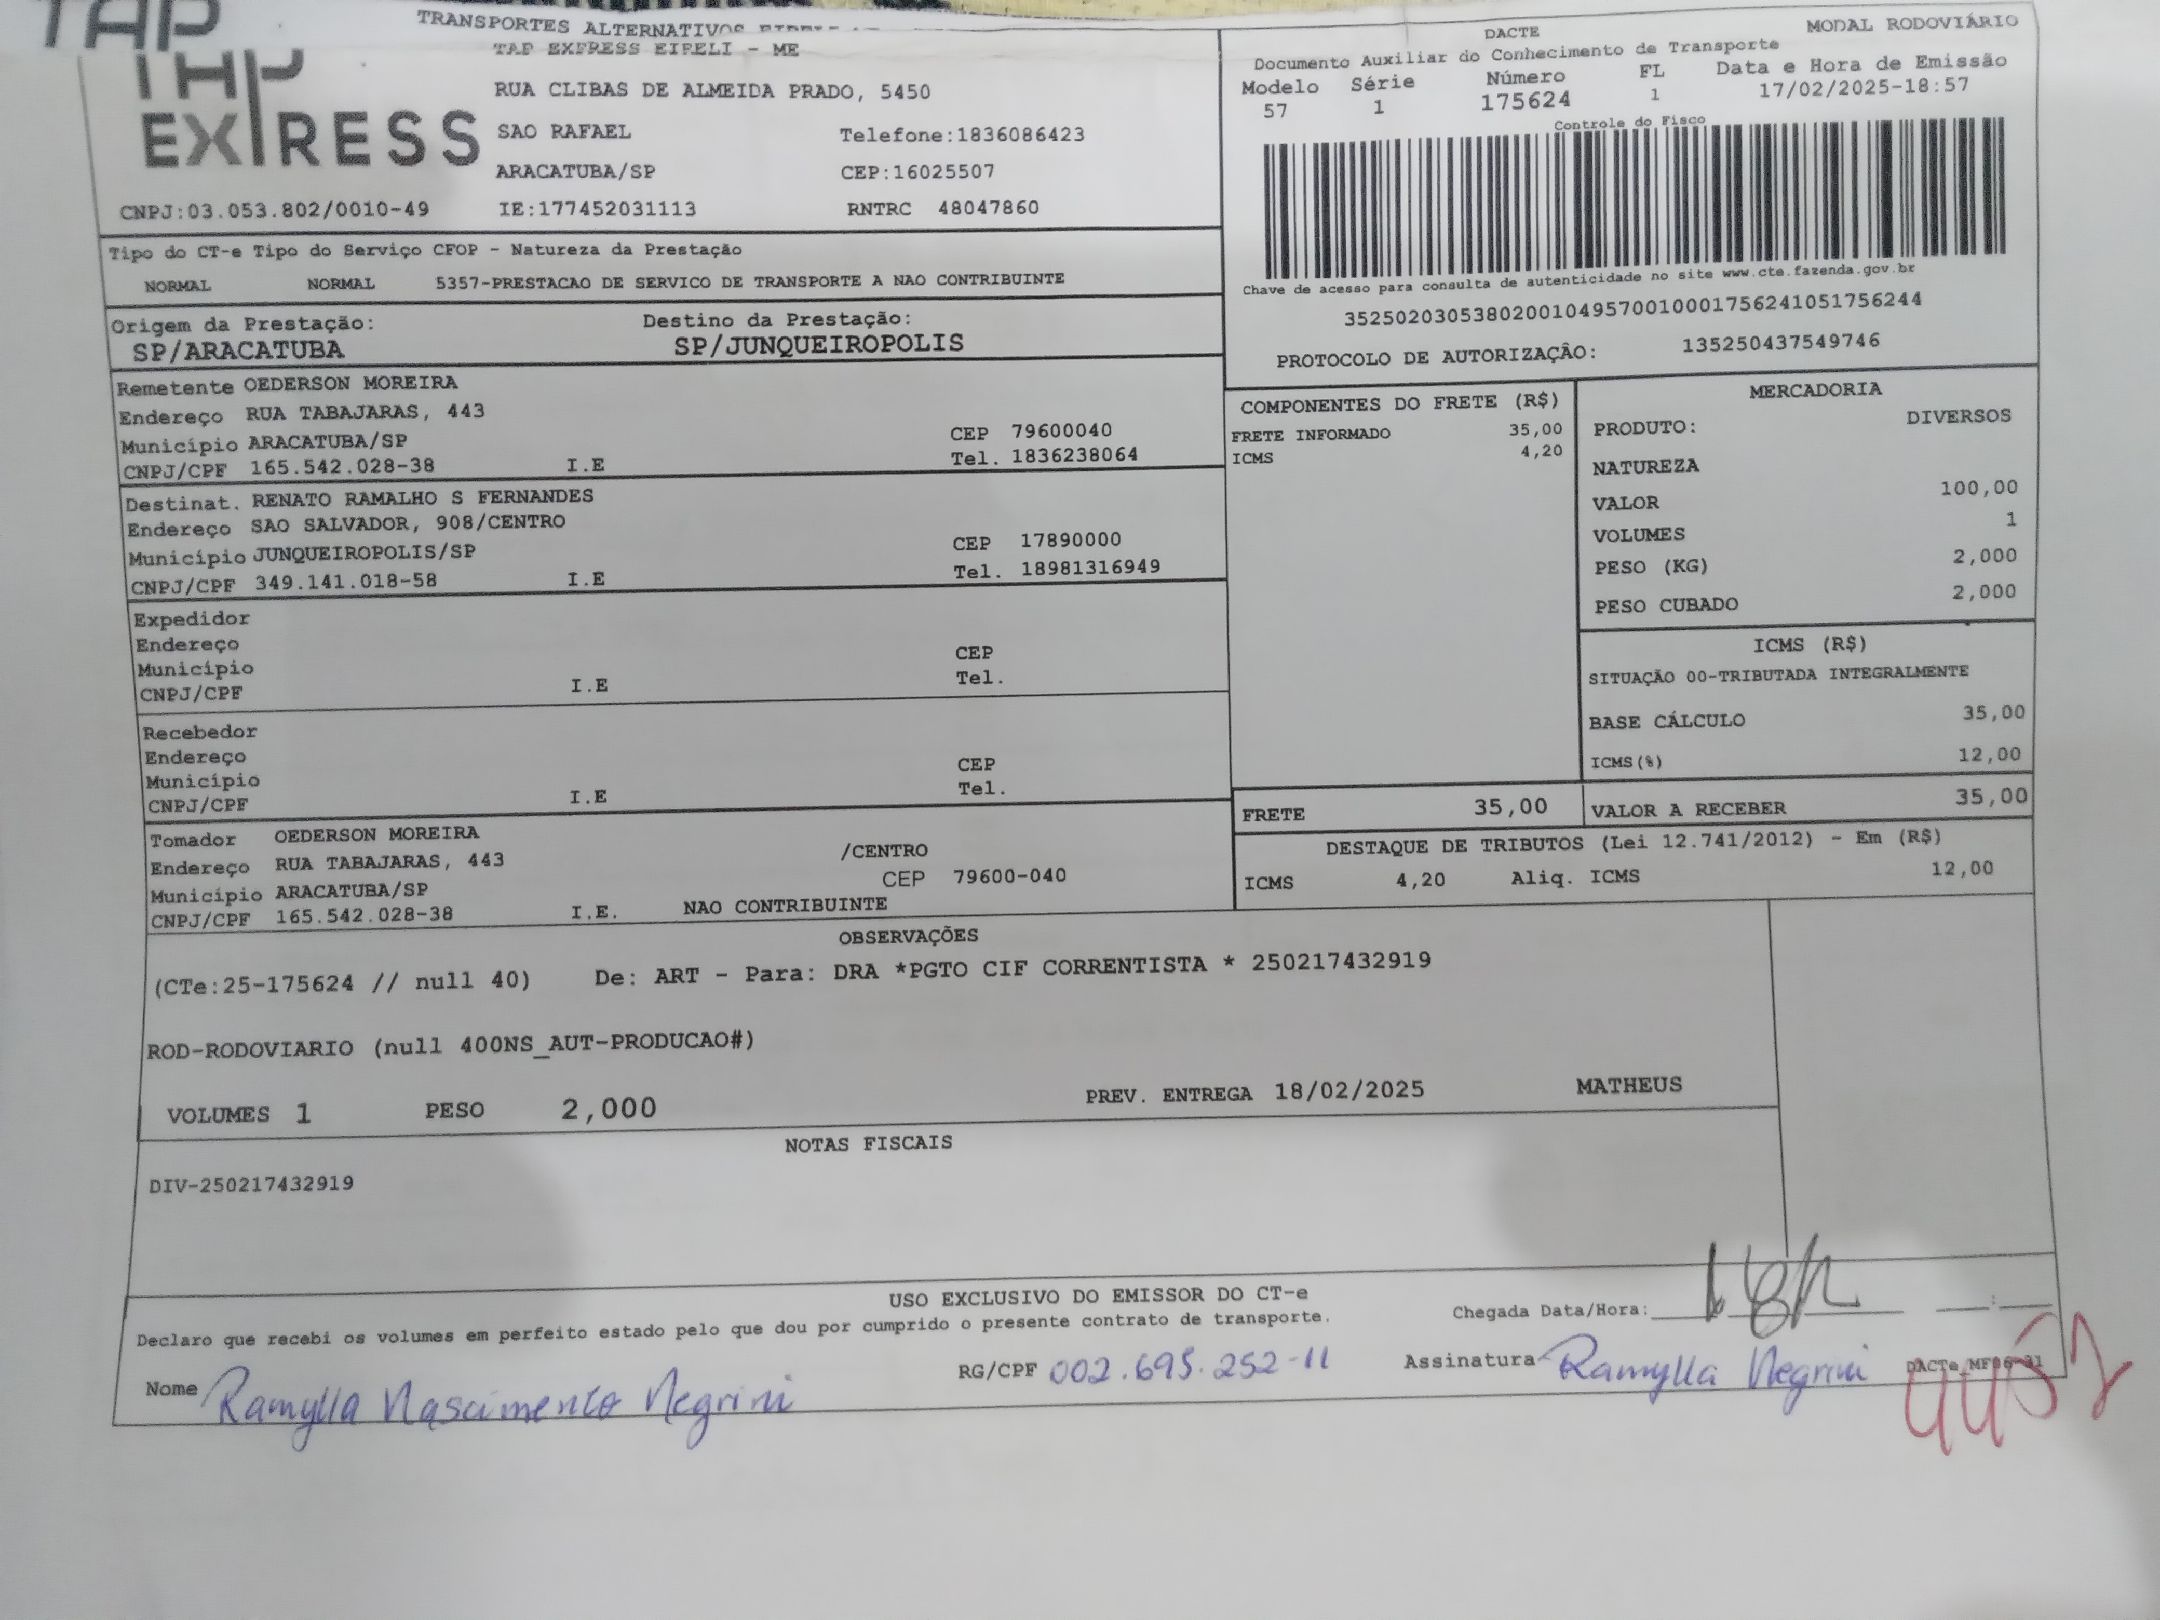 TAP
TRANSPORTES ALTERNATIVOS
TAP EXPRESS EIRELI - ME
TAP EXPRESS
RUA CLIBAS DE ALMEIDA PRADO, 5450
SAO RAFAEL Telefone:1836086423
ARACATUBA/SP CEP:16025507
CNPJ:03.053.802/0010-49 IE:177452031113 RNTRC 48047860
DACTE MODAL RODOVIÁRIO
Documento Auxiliar do Conhecimento de Transporte
Modelo Série Número FL Data e Hora de Emissão
57 1 175624 1 17/02/2025-18:57
Controle do Fisco
Chave de acesso para consulta de autenticidade no site www.cte.fazenda.gov.br
35250203053802001049570010001756241051756244
PROTOCOLO DE AUTORIZAÇÃO: 135250437549746
Tipo do CT-e Tipo do Serviço CFOP - Natureza da Prestação
NORMAL NORMAL 5357-PRESTACAO DE SERVICO DE TRANSPORTE A NAO CONTRIBUINTE
Origem da Prestação: Destino da Prestação:
SP/ARACATUBA SP/JUNQUEIROPOLIS
Remetente OEDERSON MOREIRA
Endereço RUA TABAJARAS, 443
Município ARACATUBA/SP CEP 79600040
CNPJ/CPF 165.542.028-38 I.E Tel. 1836238064
Destinat. RENATO RAMALHO S FERNANDES
Endereço SAO SALVADOR, 908/CENTRO
Município JUNQUEIROPOLIS/SP CEP 17890000
CNPJ/CPF 349.141.018-58 I.E Tel. 18981316949
Expedidor
Endereço
Município CEP
CNPJ/CPF I.E Tel.
Recebedor
Endereço
Município CEP
CNPJ/CPF I.E Tel.
Tomador OEDERSON MOREIRA
Endereço RUA TABAJARAS, 443 /CENTRO
Município ARACATUBA/SP CEP 79600-040
CNPJ/CPF 165.542.028-38 I.E. NAO CONTRIBUINTE
COMPONENTES DO FRETE (R$)
FRETE INFORMADO 35,00
ICMS 4,20
MERCADORIA
PRODUTO: DIVERSOS
NATUREZA
VALOR 100,00
VOLUMES 1
PESO (KG) 2,000
PESO CUBADO 2,000
ICMS (R$)
SITUAÇÃO 00-TRIBUTADA INTEGRALMENTE
BASE CÁLCULO 35,00
ICMS(%) 12,00
FRETE 35,00 VALOR A RECEBER 35,00
DESTAQUE DE TRIBUTOS (Lei 12.741/2012) - Em (R$)
ICMS 4,20 Aliq. ICMS 12,00
OBSERVAÇÕES
(CTe:25-175624 // null 40) De: ART - Para: DRA *PGTO CIF CORRENTISTA * 250217432919
ROD-RODOVIARIO (null 400NS_AUT-PRODUCAO#)
VOLUMES 1 PESO 2,000 PREV. ENTREGA 18/02/2025 MATHEUS
NOTAS FISCAIS
DIV-250217432919
USO EXCLUSIVO DO EMISSOR DO CT-e
Declaro que recebi os volumes em perfeito estado pelo que dou por cumprido o presente contrato de transporte. Chegada Data/Hora:
Nome Ramylla Nascimento Negrini RG/CPF 002.695.252-11 Assinatura Ramylla Negrini DACTe